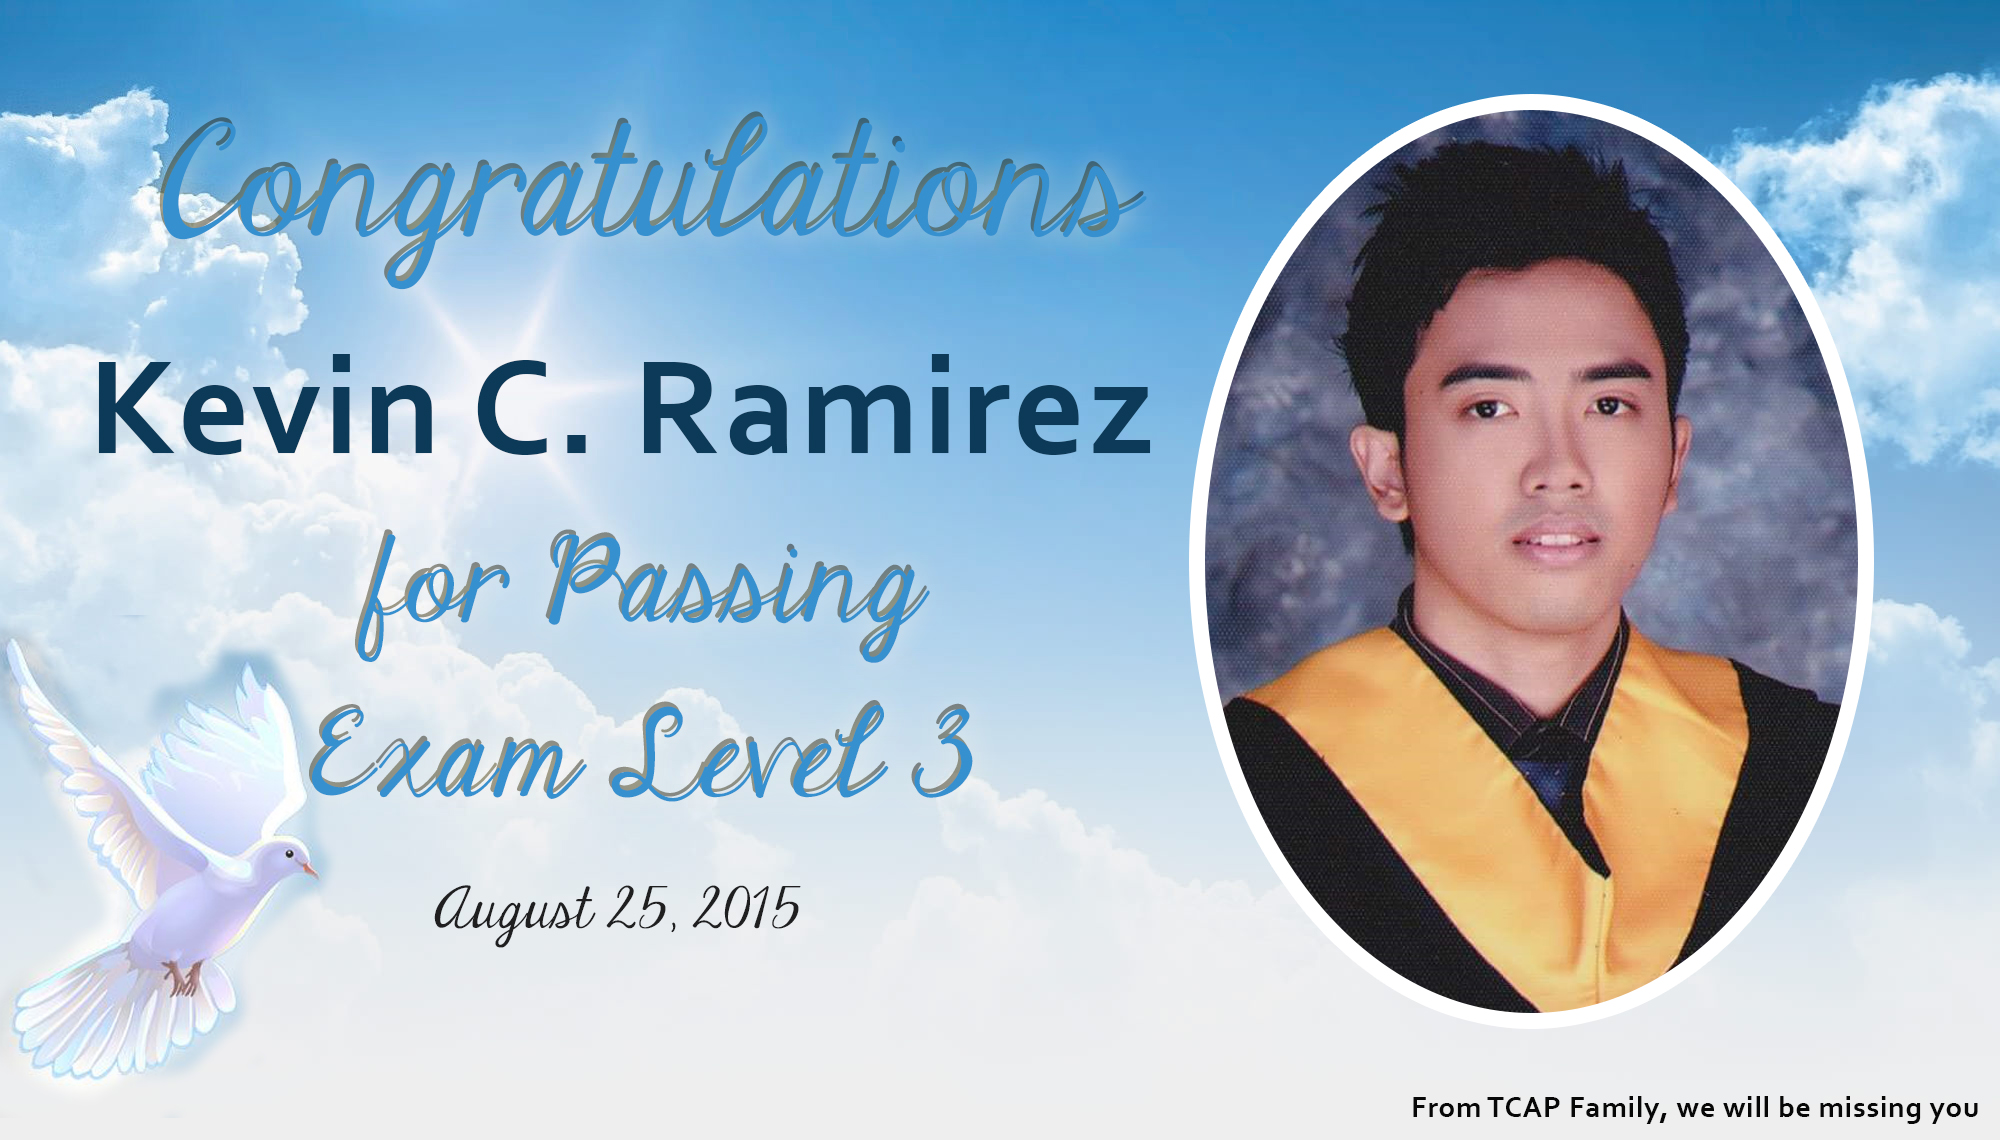 Congratulations
Kevin C. Ramirez
for Passing
Exam Level 3
August 25, 2015
From TCAP Family, we will be missing you